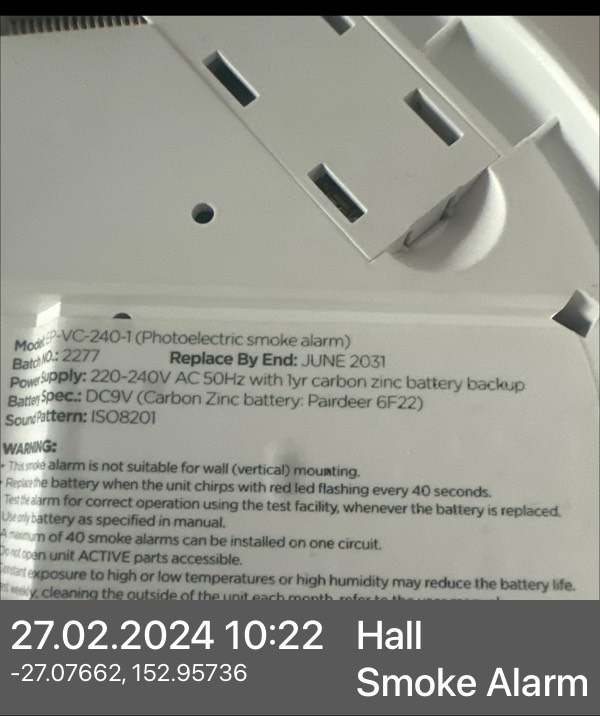 Model: EP-VC-240-1 (Photoelectric smoke alarm)
Batch NO.: 2277 Replace By End: JUNE 2031
Power Supply: 220-240V AC 50Hz with 1yr carbon zinc battery backup
Battery Spec.: DC9V (Carbon Zinc battery: Pairdeer 6F22)
Sound Pattern: ISO8201
WARNING:
• This smoke alarm is not suitable for wall (vertical) mounting.
• Replace the battery when the unit chirps with red led flashing every 40 seconds.
Test the alarm for correct operation using the test facility, whenever the battery is replaced.
Use only battery as specified in manual.
A maximum of 40 smoke alarms can be installed on one circuit.
Do not open unit ACTIVE parts accessible.
Constant exposure to high or low temperatures or high humidity may reduce the battery life.
weekly, cleaning the outside of the unit each month, refer to the user
27.02.2024 10:22
-27.07662, 152.95736
Hall
Smoke Alarm